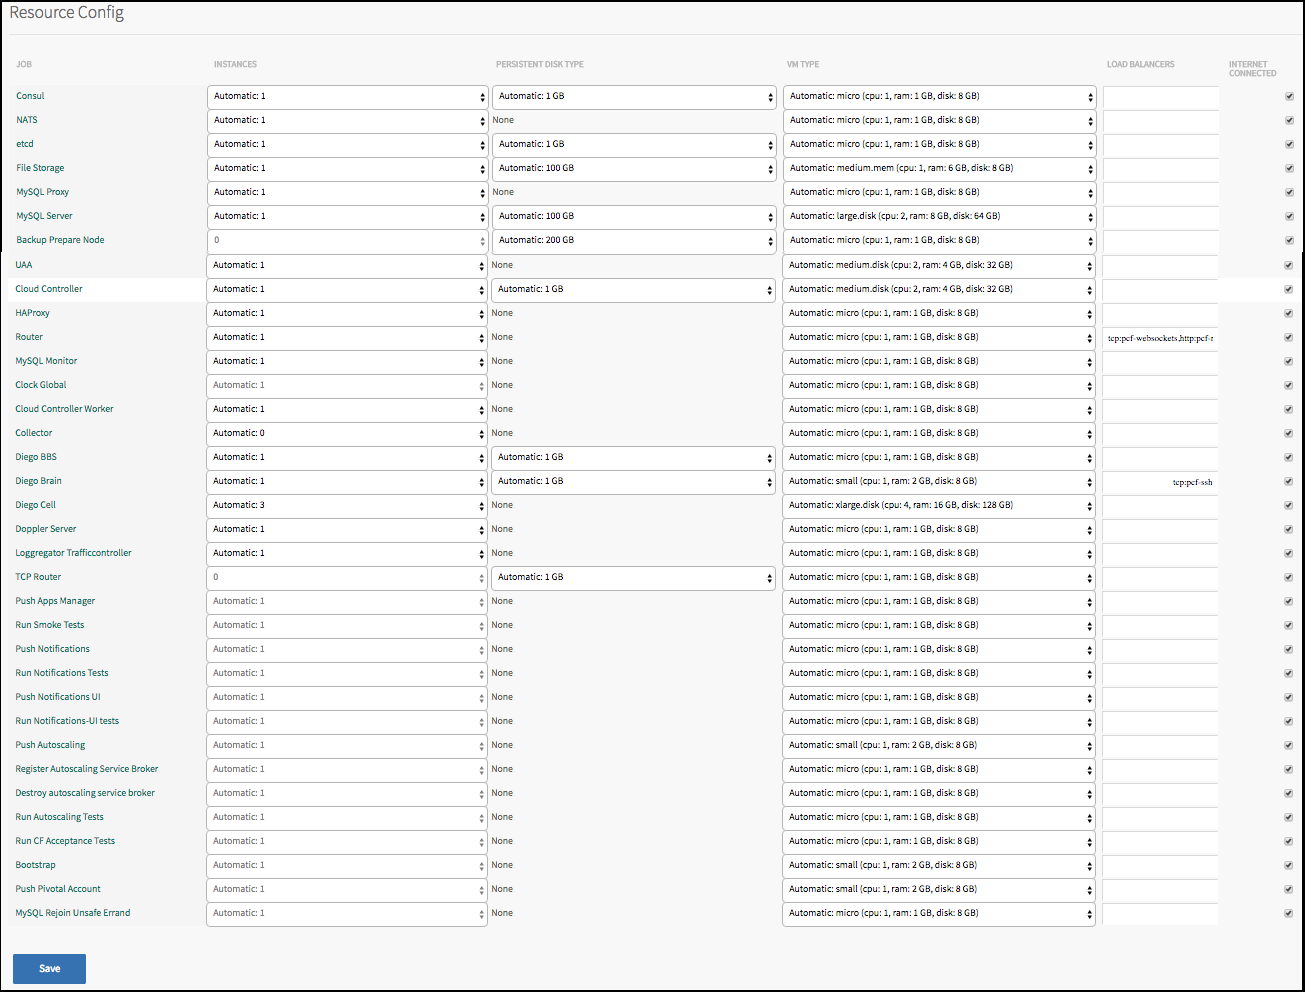 Resource Config
JOB INSTANCES PERSISTENT DISK TYPE VM TYPE LOAD BALANCERS INTERNET CONNECTED
Consul Automatic: 1 Automatic: 1 GB Automatic: micro (cpu: 1, ram: 1 GB, disk: 8 GB)
NATS Automatic: 1 None Automatic: micro (cpu: 1, ram: 1 GB, disk: 8 GB)
etcd Automatic: 1 Automatic: 1 GB Automatic: micro (cpu: 1, ram: 1 GB, disk: 8 GB)
File Storage Automatic: 1 Automatic: 100 GB Automatic: medium.mem (cpu: 1, ram: 6 GB, disk: 8 GB)
MySQL Proxy Automatic: 1 None Automatic: micro (cpu: 1, ram: 1 GB, disk: 8 GB)
MySQL Server Automatic: 1 Automatic: 100 GB Automatic: large.disk (cpu: 2, ram: 8 GB, disk: 64 GB)
Backup Prepare Node 0 Automatic: 200 GB Automatic: micro (cpu: 1, ram: 1 GB, disk: 8 GB)
UAA Automatic: 1 None Automatic: medium.disk (cpu: 2, ram: 4 GB, disk: 32 GB)
Cloud Controller Automatic: 1 Automatic: 1 GB Automatic: medium.disk (cpu: 2, ram: 4 GB, disk: 32 GB)
HAProxy Automatic: 1 None Automatic: micro (cpu: 1, ram: 1 GB, disk: 8 GB)
Router Automatic: 1 None Automatic: micro (cpu: 1, ram: 1 GB, disk: 8 GB) tcp:pcf-websockets,http:pcf-r
MySQL Monitor Automatic: 1 None Automatic: micro (cpu: 1, ram: 1 GB, disk: 8 GB)
Clock Global Automatic: 1 None Automatic: micro (cpu: 1, ram: 1 GB, disk: 8 GB)
Cloud Controller Worker Automatic: 1 None Automatic: micro (cpu: 1, ram: 1 GB, disk: 8 GB)
Collector Automatic: 0 None Automatic: micro (cpu: 1, ram: 1 GB, disk: 8 GB)
Diego BBS Automatic: 1 Automatic: 1 GB Automatic: micro (cpu: 1, ram: 1 GB, disk: 8 GB)
Diego Brain Automatic: 1 Automatic: 1 GB Automatic: small (cpu: 1, ram: 2 GB, disk: 8 GB) tcp:pcf-ssh
Diego Cell Automatic: 3 None Automatic: xlarge.disk (cpu: 4, ram: 16 GB, disk: 128 GB)
Doppler Server Automatic: 1 None Automatic: micro (cpu: 1, ram: 1 GB, disk: 8 GB)
Loggregator Trafficcontroller Automatic: 1 None Automatic: micro (cpu: 1, ram: 1 GB, disk: 8 GB)
TCP Router 0 Automatic: 1 GB Automatic: micro (cpu: 1, ram: 1 GB, disk: 8 GB)
Push Apps Manager Automatic: 1 None Automatic: micro (cpu: 1, ram: 1 GB, disk: 8 GB)
Run Smoke Tests Automatic: 1 None Automatic: micro (cpu: 1, ram: 1 GB, disk: 8 GB)
Push Notifications Automatic: 1 None Automatic: micro (cpu: 1, ram: 1 GB, disk: 8 GB)
Run Notifications Tests Automatic: 1 None Automatic: micro (cpu: 1, ram: 1 GB, disk: 8 GB)
Push Notifications UI Automatic: 1 None Automatic: micro (cpu: 1, ram: 1 GB, disk: 8 GB)
Run Notifications-UI tests Automatic: 1 None Automatic: micro (cpu: 1, ram: 1 GB, disk: 8 GB)
Push Autoscaling Automatic: 1 None Automatic: small (cpu: 1, ram: 2 GB, disk: 8 GB)
Register Autoscaling Service Broker Automatic: 1 None Automatic: micro (cpu: 1, ram: 1 GB, disk: 8 GB)
Destroy autoscaling service broker Automatic: 1 None Automatic: micro (cpu: 1, ram: 1 GB, disk: 8 GB)
Run Autoscaling Tests Automatic: 1 None Automatic: micro (cpu: 1, ram: 1 GB, disk: 8 GB)
Run CF Acceptance Tests Automatic: 1 None Automatic: micro (cpu: 1, ram: 1 GB, disk: 8 GB)
Bootstrap Automatic: 1 None Automatic: small (cpu: 1, ram: 2 GB, disk: 8 GB)
Push Pivotal Account Automatic: 1 None Automatic: small (cpu: 1, ram: 2 GB, disk: 8 GB)
MySQL Rejoin Unsafe Errand Automatic: 1 None Automatic: micro (cpu: 1, ram: 1 GB, disk: 8 GB)
Save